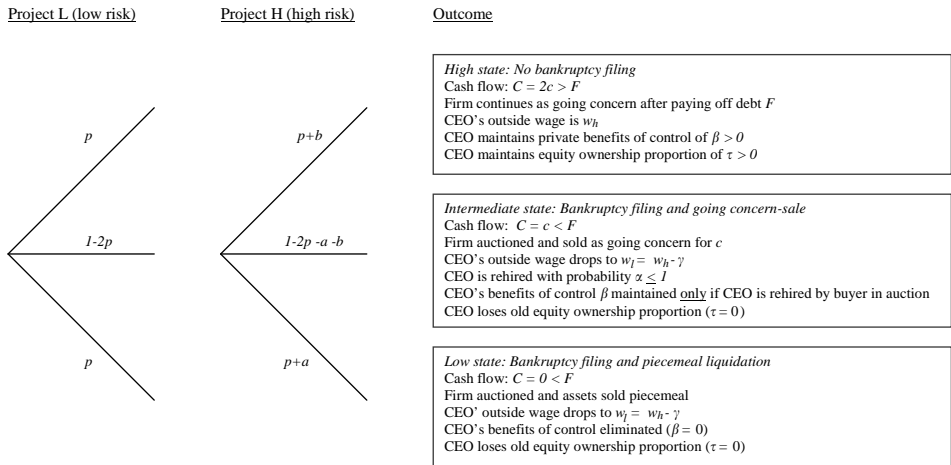 Project L (low risk)
Project H (high risk)
Outcome
High state: No bankruptcy filing
Cash flow: C = 2c > F
Firm continues as going concern after paying off debt F
CEO's outside wage is wh
CEO maintains private benefits of control of β > 0
CEO maintains equity ownership proportion of τ > 0
p
p+b
Intermediate state: Bankruptcy filing and going concern-sale
Cash flow: C = c < F
Firm auctioned and sold as going concern for c
CEO's outside wage drops to wl = wh - γ
CEO is rehired with probability α ≤ 1
CEO's benefits of control β maintained only if CEO is rehired by buyer in auction
CEO loses old equity ownership proportion (τ = 0)
1-2p
1-2p -a -b
Low state: Bankruptcy filing and piecemeal liquidation
Cash flow: C = 0 < F
Firm auctioned and assets sold piecemeal
CEO' outside wage drops to wl = wh - γ
CEO's benefits of control eliminated (β = 0)
CEO loses old equity ownership proportion (τ = 0)
p
p+a